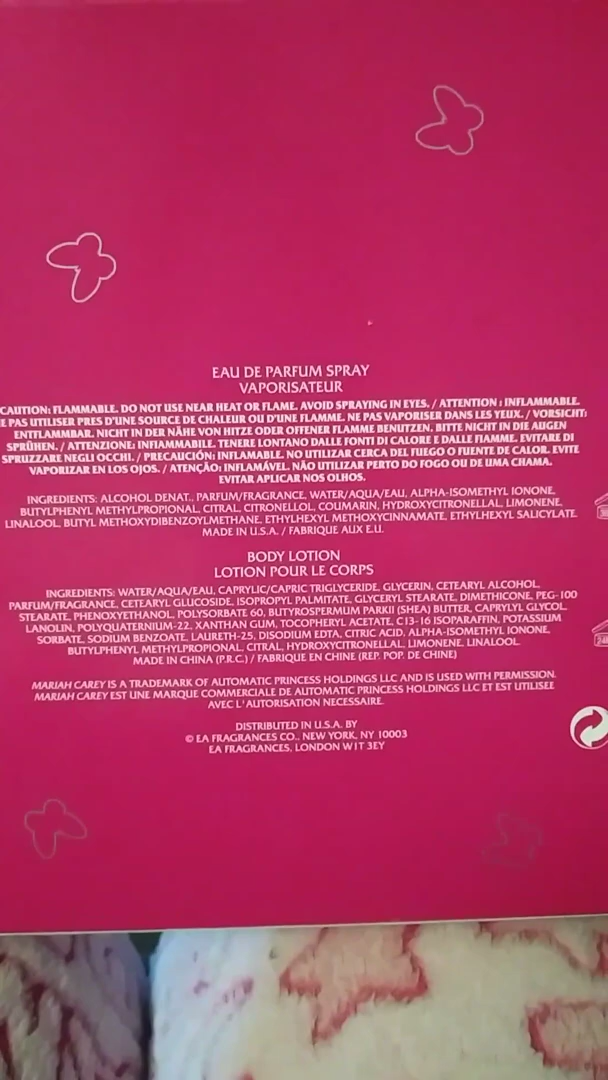 EAU DE PARFUM SPRAY
VAPORISATEUR
CAUTION: FLAMMABLE. DO NOT USE NEAR HEAT OR FLAME. AVOID SPRAYING IN EYES. / ATTENTION : INFLAMMABLE.
E PAS UTILISER PRES D'UNE SOURCE DE CHALEUR OU D'UNE FLAMME. NE PAS VAPORISER DANS LES YEUX. / VORSICHT:
ENTFLAMMBAR. NICHT IN DER NÄHE VON HITZE ODER OFFENER FLAMME BENUTZEN. BITTE NICHT IN DIE AUGEN
SPRÜHEN. / ATTENZIONE: INFIAMMABILE. TENERE LONTANO DALLE FONTI DI CALORE E DALLE FIAMME. EVITARE DI
SPRUZZARE NEGLI OCCHI. / PRECAUCIÓN: INFLAMABLE. NO UTILIZAR CERCA DEL FUEGO O FUENTE DE CALOR. EVITE
VAPORIZAR EN LOS OJOS. / ATENÇÃO: INFLAMÁVEL. NÃO UTILIZAR PERTO DO FOGO OU DE UMA CHAMA.
EVITAR APLICAR NOS OLHOS.
INGREDIENTS: ALCOHOL DENAT., PARFUM/FRAGRANCE, WATER/AQUA/EAU, ALPHA-ISOMETHYL IONONE,
BUTYLPHENYL METHYLPROPIONAL, CITRAL, CITRONELLOL, COUMARIN, HYDROXYCITRONELLAL, LIMONENE,
LINALOOL, BUTYL METHOXYDIBENZOYLMETHANE, ETHYLHEXYL METHOXYCINNAMATE, ETHYLHEXYL SALICYLATE.
MADE IN U.S.A. / FABRIQUE AUX E.U.
BODY LOTION
LOTION POUR LE CORPS
INGREDIENTS: WATER/AQUA/EAU, CAPRYLIC/CAPRIC TRIGLYCERIDE, GLYCERIN, CETEARYL ALCOHOL,
PARFUM/FRAGRANCE, CETEARYL GLUCOSIDE, ISOPROPYL PALMITATE, GLYCERYL STEARATE, DIMETHICONE, PEG-100
STEARATE, PHENOXYETHANOL, POLYSORBATE 60, BUTYROSPERMUM PARKII (SHEA) BUTTER, CAPRYLYL GLYCOL,
LANOLIN, POLYQUATERNIUM-22, XANTHAN GUM, TOCOPHERYL ACETATE, C13-16 ISOPARAFFIN, POTASSIUM
SORBATE, SODIUM BENZOATE, LAURETH-25, DISODIUM EDTA, CITRIC ACID, ALPHA-ISOMETHYL IONONE,
BUTYLPHENYL METHYLPROPIONAL, CITRAL, HYDROXYCITRONELLAL, LIMONENE, LINALOOL.
MADE IN CHINA (P.R.C.) / FABRIQUE EN CHINE (REP. POP. DE CHINE)
MARIAH CAREY IS A TRADEMARK OF AUTOMATIC PRINCESS HOLDINGS LLC AND IS USED WITH PERMISSION.
MARIAH CAREY EST UNE MARQUE COMMERCIALE DE AUTOMATIC PRINCESS HOLDINGS LLC ET EST UTILISEE
AVEC L'AUTORISATION NECESSAIRE.
DISTRIBUTED IN U.S.A. BY
© EA FRAGRANCES CO., NEW YORK, NY 10003
EA FRAGRANCES, LONDON W1T 3EY